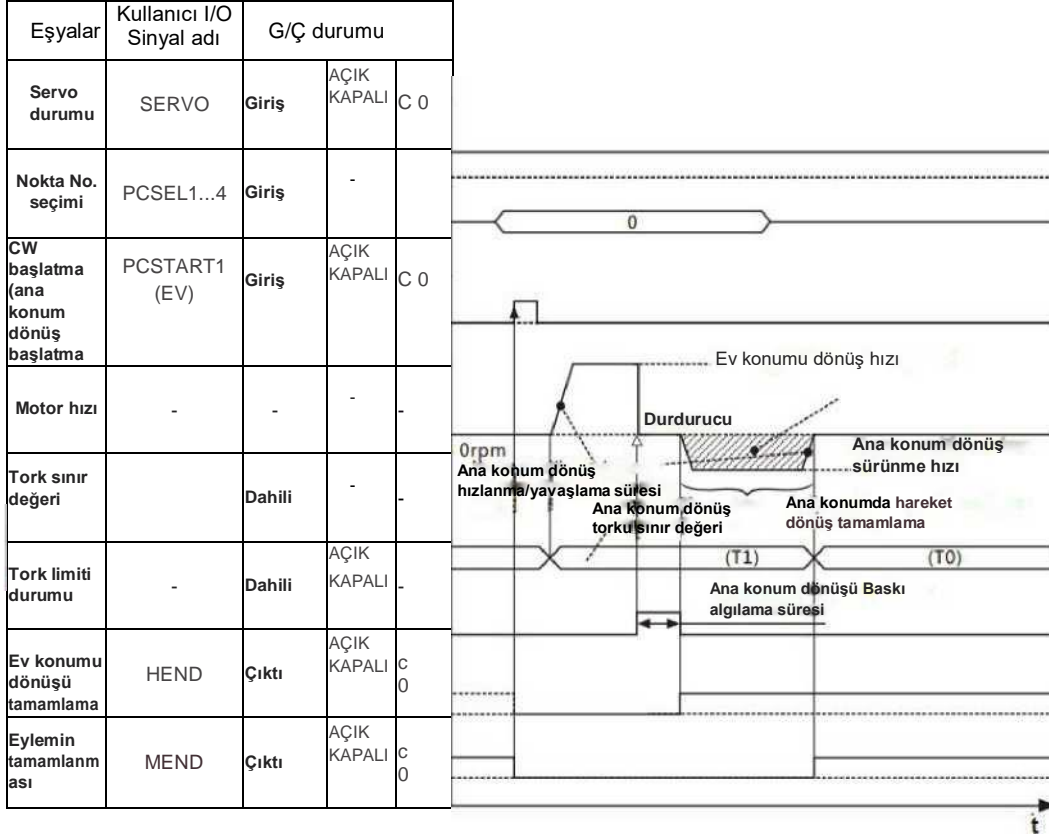 Eşyalar
Kullanıcı I/O
Sinyal adı
G/Ç durumu
Servo
durumu
SERVO
Giriş
AÇIK
KAPALI
C 0
Nokta No.
seçimi
PCSEL1...4
Giriş
-
0
CW
başlatma
(ana
konum
dönüş
başlatma
PCSTART1
(EV)
Giriş
AÇIK
KAPALI
C 0
Motor hızı
-
-
-
-
Ev konumu dönüş hızı
Durdurucu
0rpm
Ana konum dönüş
hızlanma/yavaşlama süresi
Ana konum dönüş
sürünme hızı
Tork sınır
değeri
Dahili
-
-
Ana konum dönüş
torku sınır değeri
Ana konumda hareket
dönüş tamamlama
(T1)
(T0)
Tork limiti
durumu
-
Dahili
AÇIK
KAPALI
-
Ana konum dönüşü Baskı
algılama süresi
Ev konumu
dönüşü
tamamlama
HEND
Çıktı
AÇIK
KAPALI
c
0
Eylemin
tamamlanm
ası
MEND
Çıktı
AÇIK
KAPALI
c
0
t